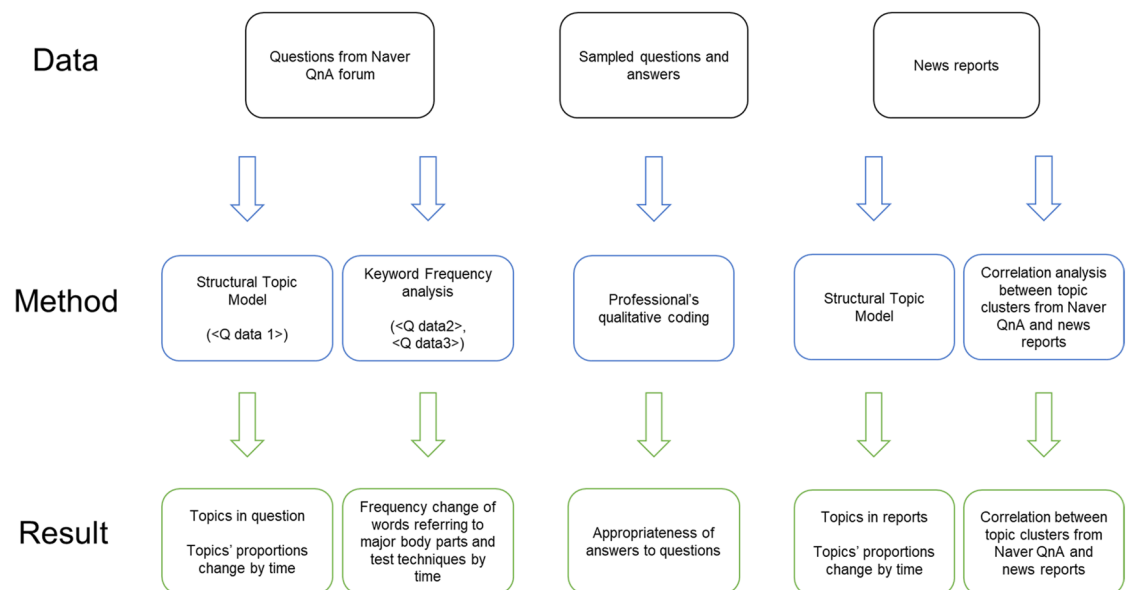 Data
Questions from Naver
QnA forum
Sampled questions and
answers
News reports
Method
Structural Topic
Model
(<Q data 1>)
Keyword Frequency
analysis
(<Q data2>,
<Q data3>)
Professional's
qualitative coding
Structural Topic
Model
Correlation analysis
between topic
clusters from Naver
QnA and news
reports
Result
Topics in question
Topics' proportions
change by time
Frequency change of
words referring to
major body parts and
test techniques by
time
Appropriateness of
answers to questions
Topics in reports
Topics' proportions
change by time
Correlation between
topic clusters from
Naver QnA and
news reports